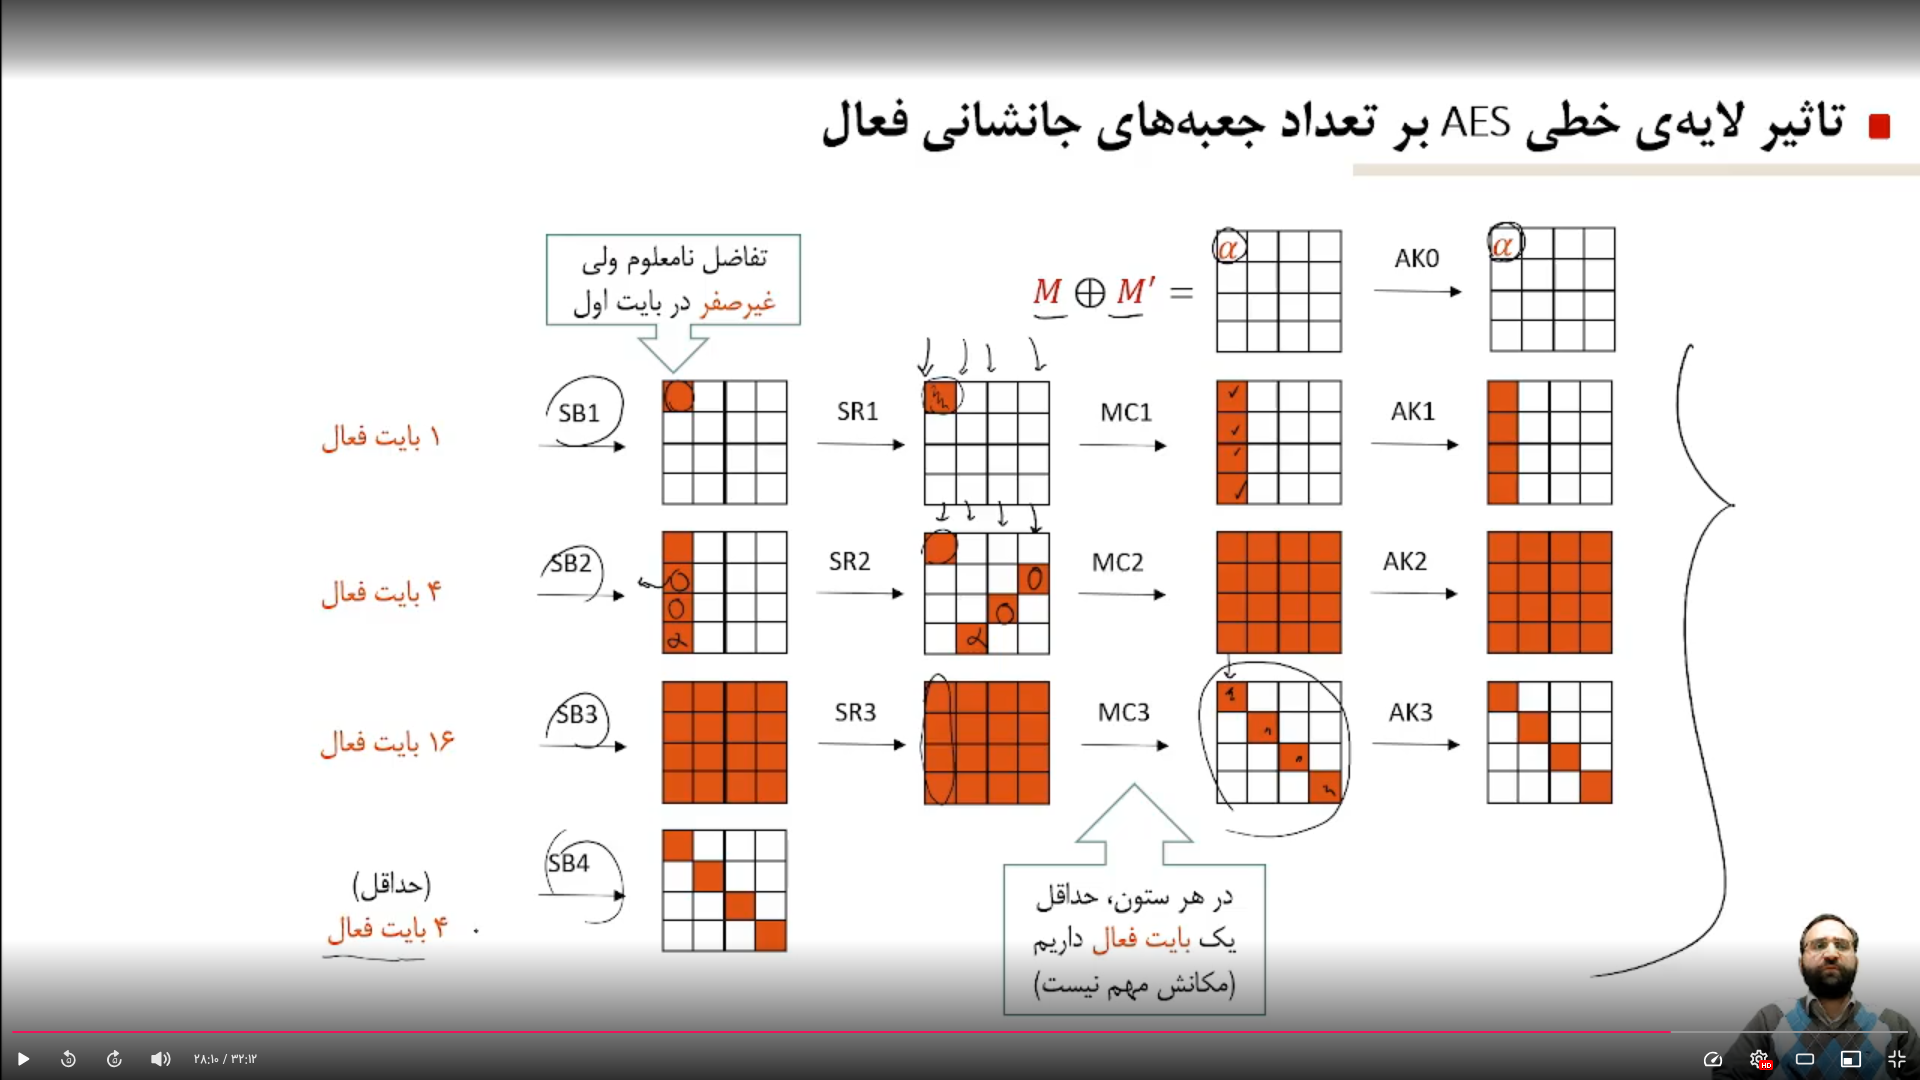 تاثیر لایه‌ی خطی AES بر تعداد جعبه‌های جانشانی فعال
M ⊕ M′ =
α
AK0
α
تفاضل نامعلوم ولی
غیرصفر در بایت اول
۱ بایت فعال
SB1
SR1
MC1
AK1
۴ بایت فعال
SB2
SR2
MC2
AK2
۱۶ بایت فعال
SB3
SR3
MC3
AK3
(حداقل)
۴ بایت فعال
SB4
در هر ستون، حداقل
یک بایت فعال داریم
(مکانش مهم نیست)
۲۸:۱۰ / ۳۲:۱۲
HD